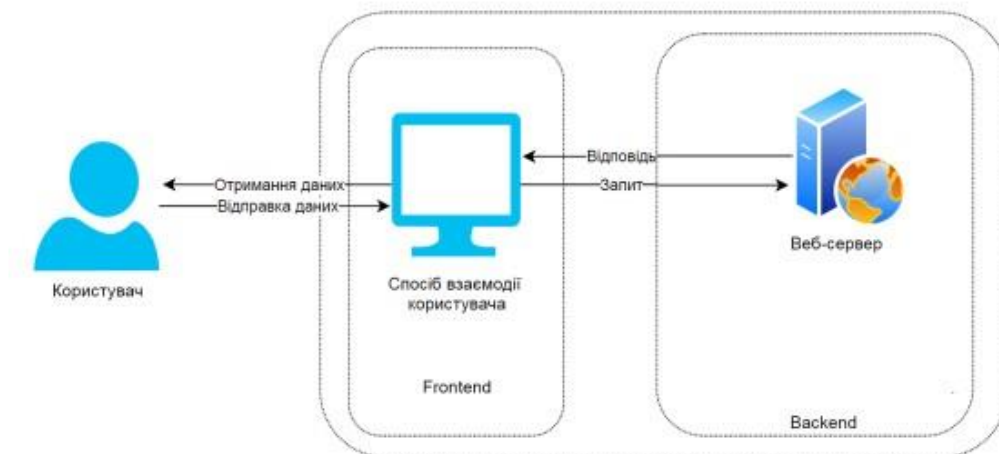 Відповідь
Отримання даних
Запит
Відправка даних
Веб-сервер
Користувач
Спосіб взаємодії
користувача
Frontend
Backend